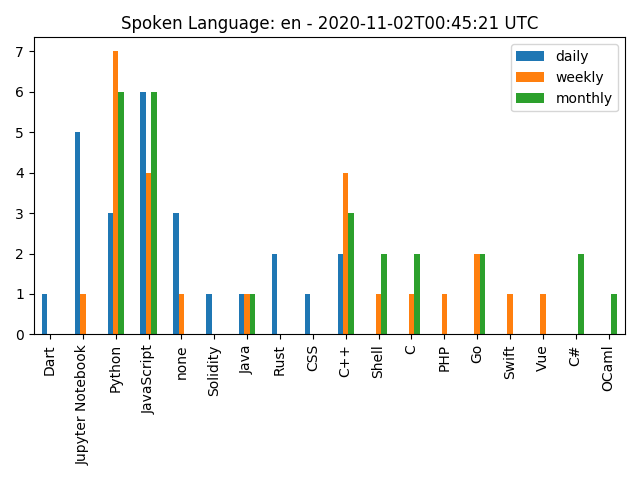 Spoken Language: en - 2020-11-02T00:45:21 UTC
daily
weekly
monthly
7
6
5
4
3
2
1
0
Dart
Jupyter Notebook
Python
JavaScript
none
Solidity
Java
Rust
CSS
C++
Shell
C
PHP
Go
Swift
Vue
C#
OCaml